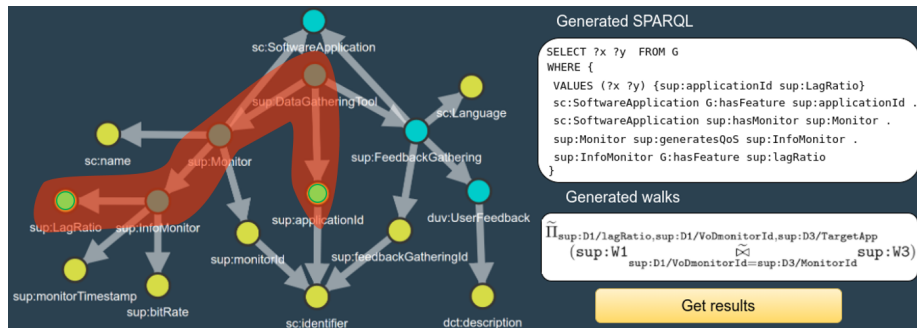 sc:SoftwareApplication
sup:DataGatheringTool
sc:Language
sc:name
sup:Monitor
sup:FeedbackGathering
sup:LagRatio
sup:InfoMonitor
sup:applicationId
duv:UserFeedback
sup:monitorId
sup:feedbackGatheringId
sup:monitorTimestamp
sup:bitRate
sc:identifier
dct:description
Generated SPARQL
SELECT ?x ?y FROM G
WHERE {
VALUES (?x ?y) {sup:applicationId sup:LagRatio}
sc:SoftwareApplication G:hasFeature sup:applicationId .
sc:SoftwareApplication sup:hasMonitor sup:Monitor .
sup:Monitor sup:generatesQoS sup:InfoMonitor .
sup:InfoMonitor G:hasFeature sup:lagRatio
}
Generated walks
Π̃sup:D1/lagRatio,sup:D1/VoDmonitorId,sup:D3/TargetApp
(sup:W1 ⋈̃sup:D1/VoDmonitorId=sup:D3/MonitorId sup:W3)
Get results